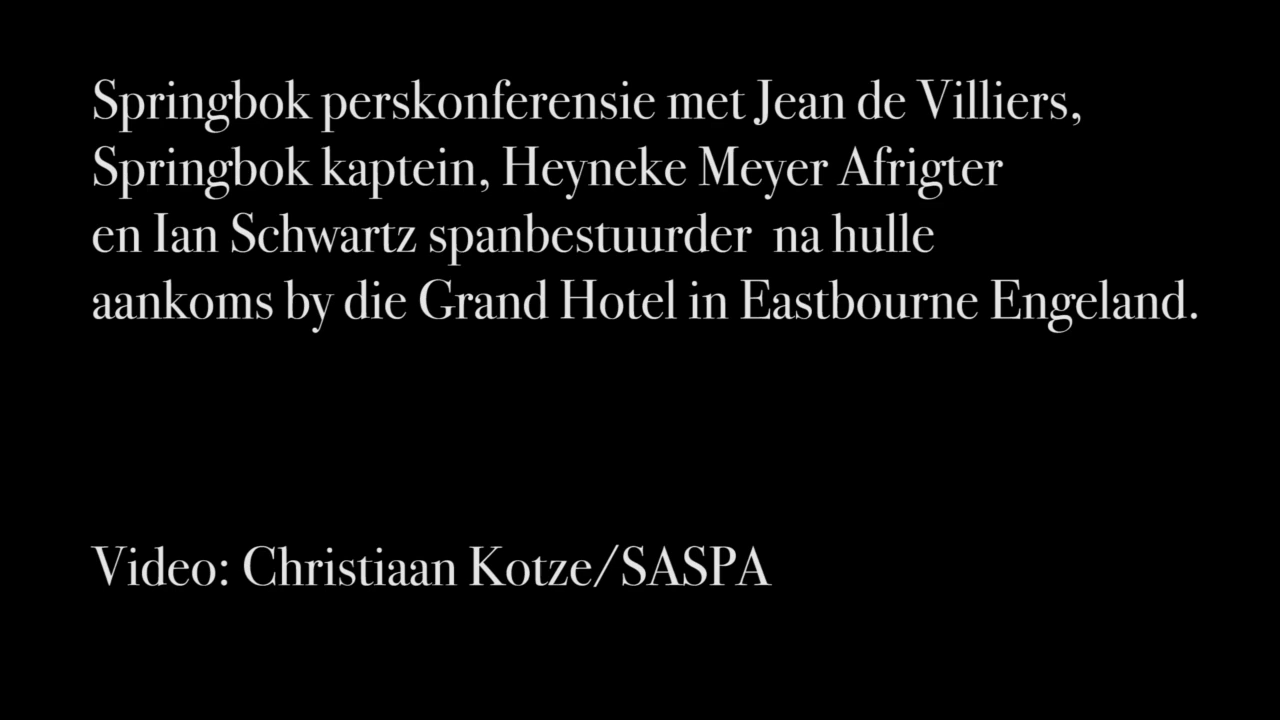 Springbok perskonferensie met Jean de Villiers,
Springbok kaptein, Heyneke Meyer Afrigter
en Ian Schwartz spanbestuurder  na hulle
aankoms by die Grand Hotel in Eastbourne Engeland.
Video: Christiaan Kotze/SASPA